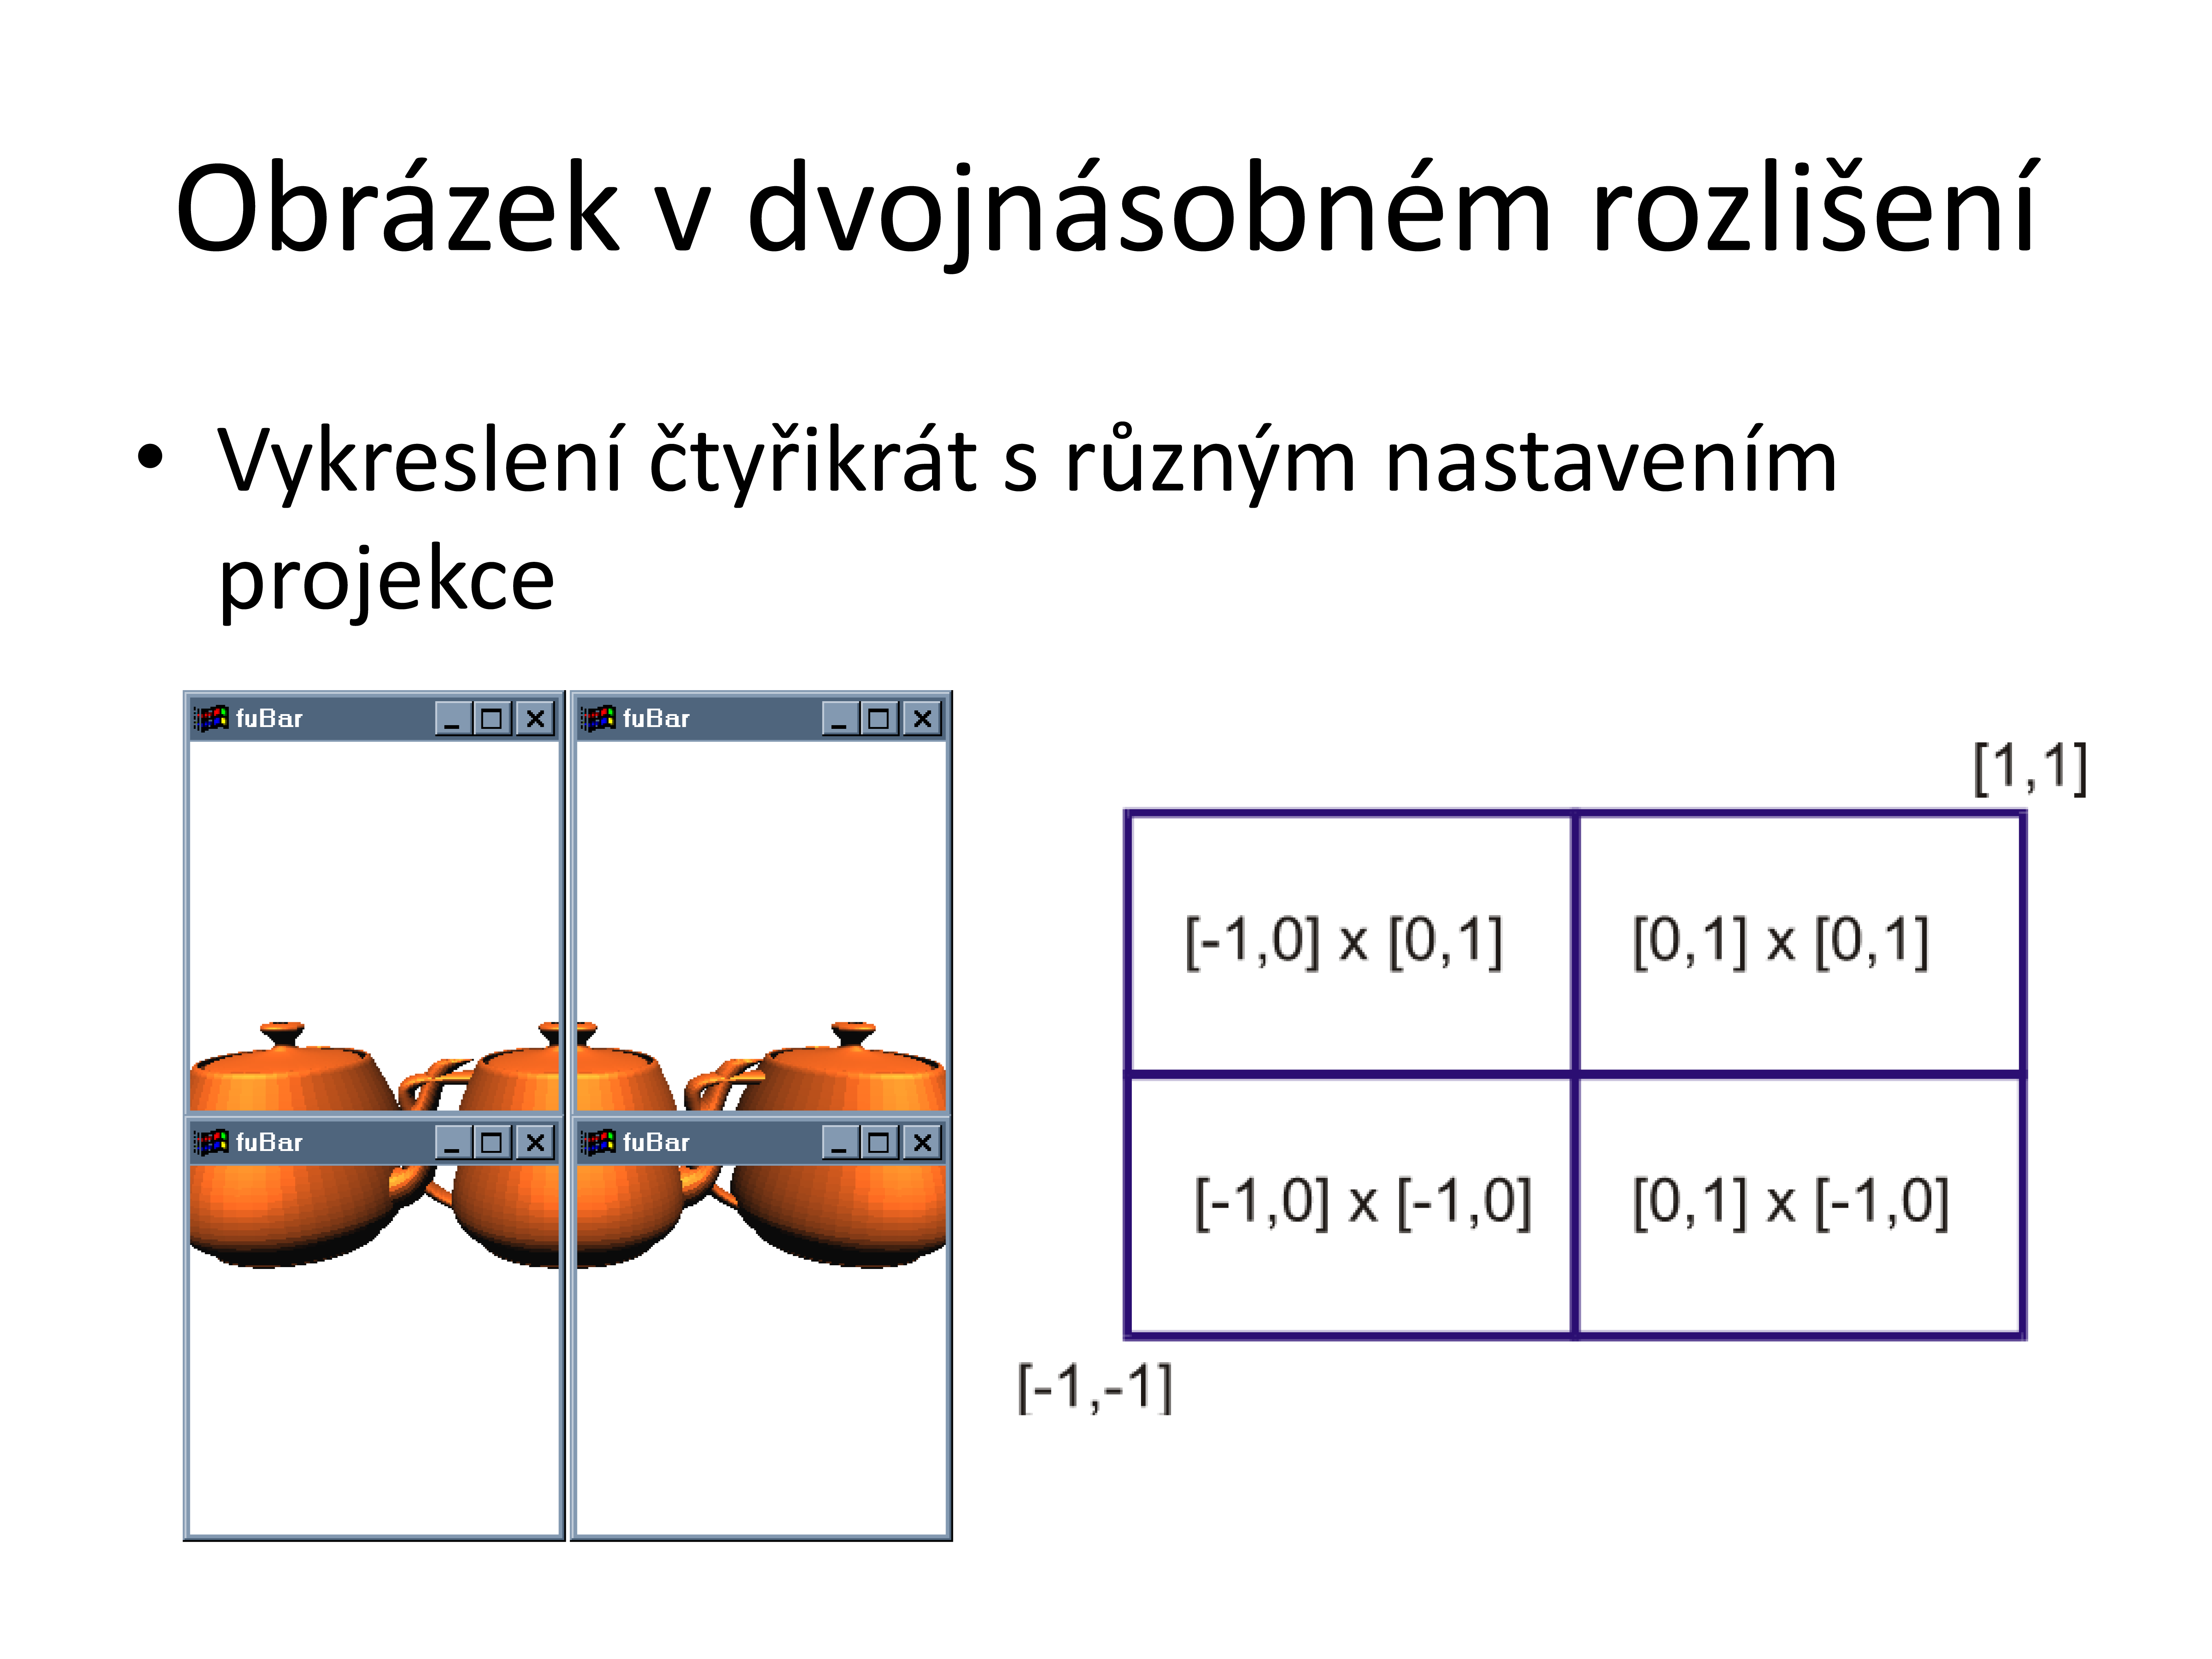 Obrázek v dvojnásobném rozlišení
• Vykreslení čtyřikrát s různým nastavením
projekce
fuBar
fuBar
fuBar
fuBar
[1,1]
[-1,0] x [0,1]
[0,1] x [0,1]
[-1,0] x [-1,0]
[0,1] x [-1,0]
[-1,-1]